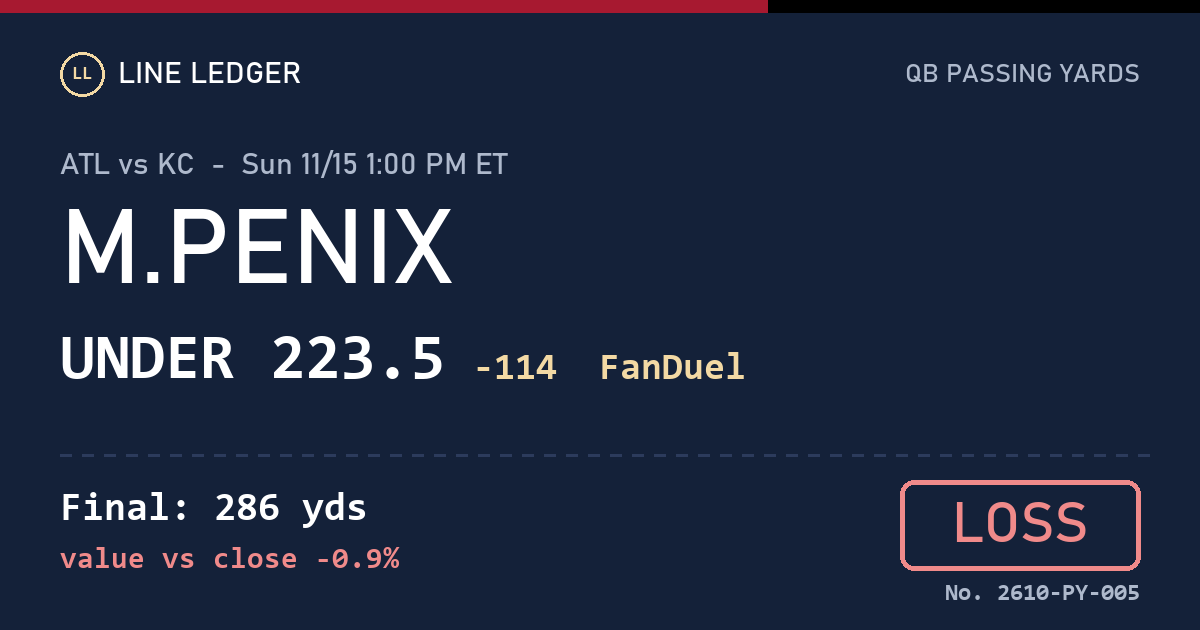 LL LINE LEDGER
QB PASSING YARDS
ATL vs KC - Sun 11/15 1:00 PM ET
M.PENIX
UNDER 223.5 -114 FanDuel
Final: 286 yds
LOSS
value vs close -0.9%
No. 2610-PY-005